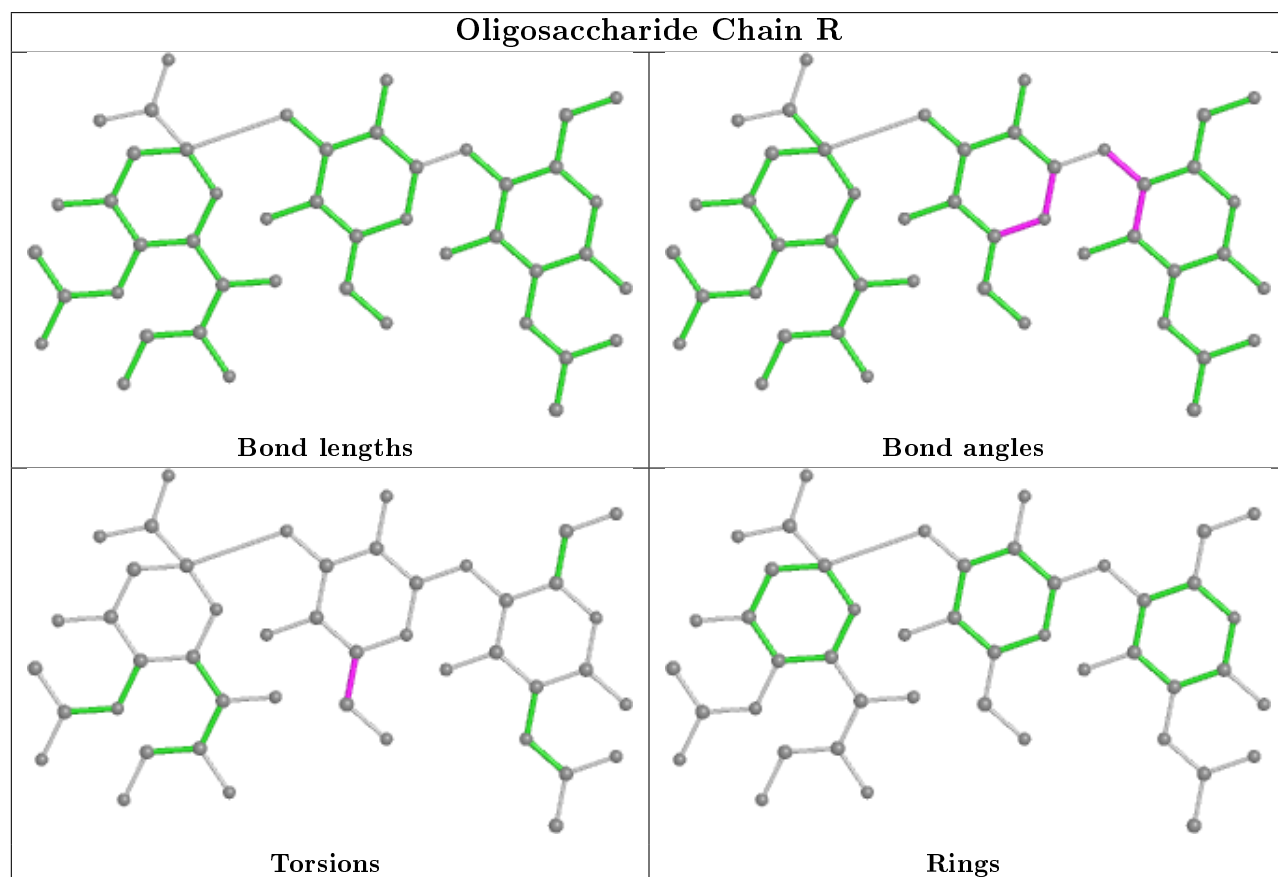 Oligosaccharide Chain R
Bond lengths
Bond angles
Torsions
Rings